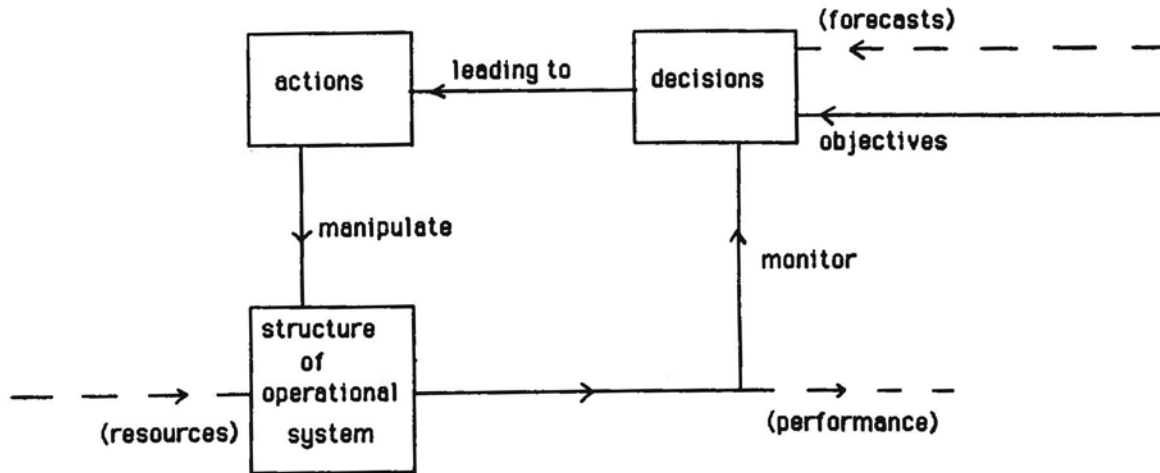 (forecasts)
actions
leading to
decisions
objectives
manipulate
monitor
structure
of
operational
system
(resources)
(performance)